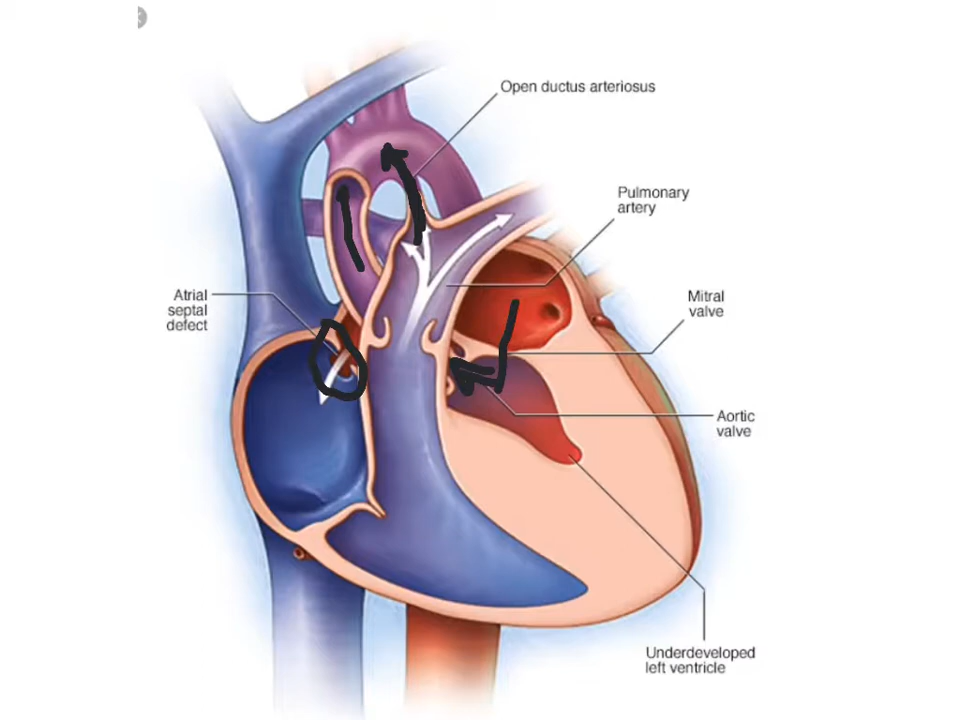 Open ductus arteriosus
Pulmonary
artery
Atrial
septal
defect
Mitral
valve
Aortic
valve
Underdeveloped
left ventricle